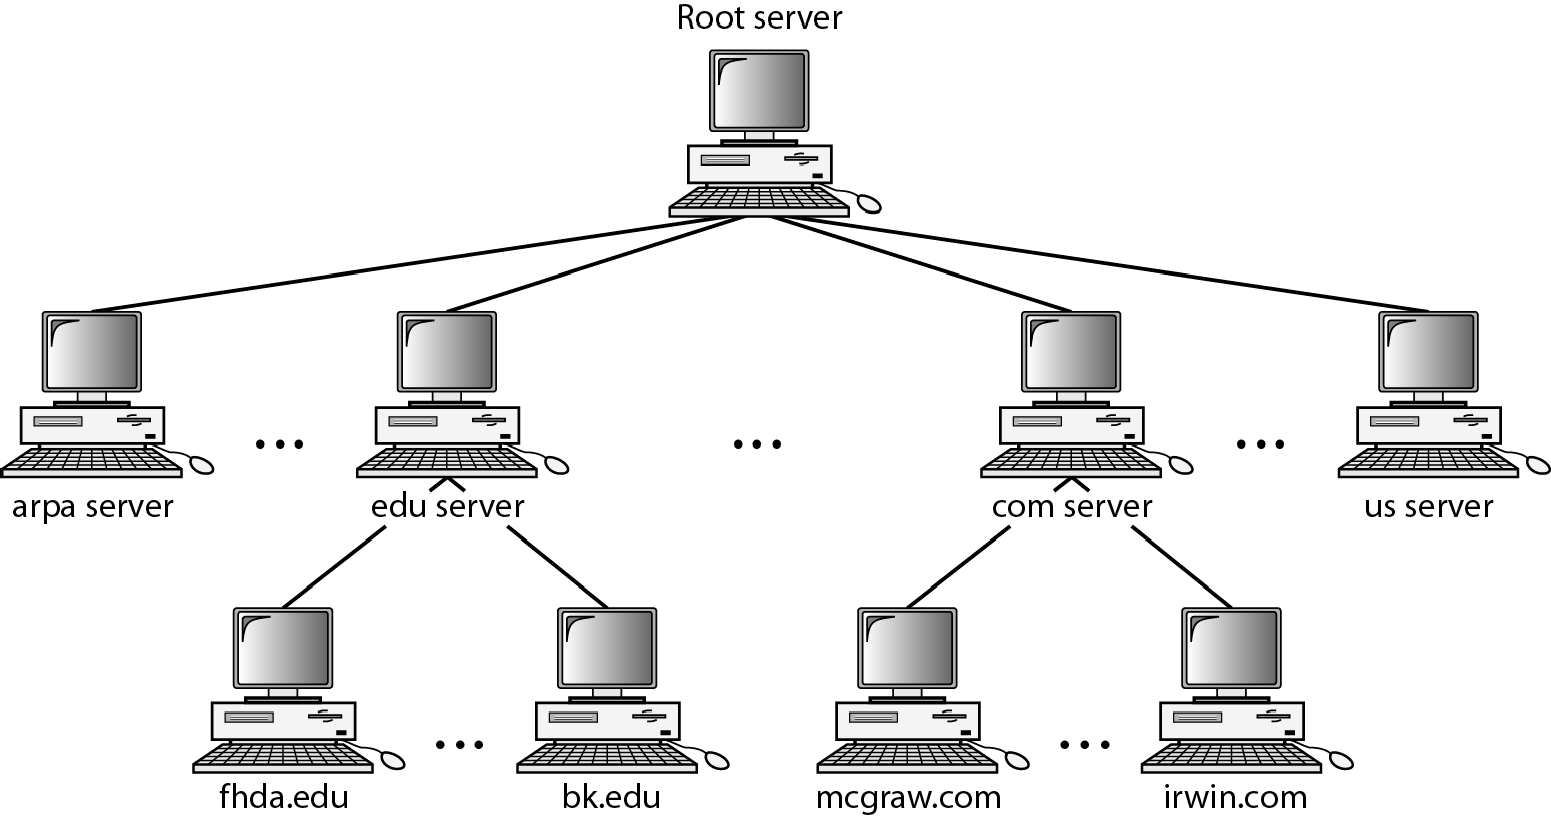 Root server
arpa server
edu server
com server
us server
fhda.edu
bk.edu
mcgraw.com
irwin.com